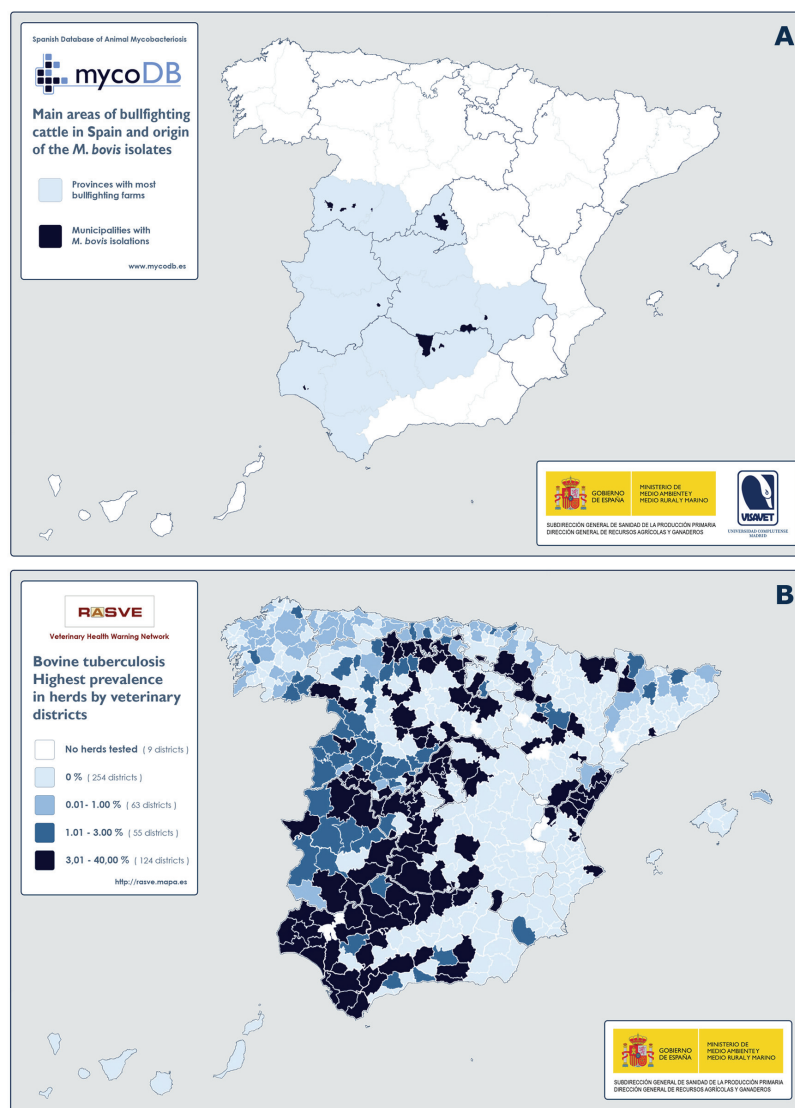 A
Spanish Database of Animal Mycobacteriosis
mycoDB
Main areas of bullfighting
cattle in Spain and origin
of the M. bovis isolates
Provinces with most
bullfighting farms
Municipalities with
M. bovis isolations
www.mycodb.es
GOBIERNO
DE ESPAÑA
MINISTERIO DE
MEDIO AMBIENTE Y
MEDIO RURAL Y MARINO
SUBDIRECCIÓN GENERAL DE SANIDAD DE LA PRODUCCIÓN PRIMARIA
DIRECCIÓN GENERAL DE RECURSOS AGRÍCOLAS Y GANADEROS
VISAVET
UNIVERSIDAD COMPLUTENSE
MADRID
B
RASVE
Veterinary Health Warning Network
Bovine tuberculosis
Highest prevalence
in herds by veterinary
districts
No herds tested ( 9 districts )
0 % ( 254 districts )
0.01- 1.00 % ( 63 districts )
1.01 - 3.00 % ( 55 districts )
3,01 - 40,00 % ( 124 districts )
http://rasve.mapa.es
GOBIERNO
DE ESPAÑA
MINISTERIO DE
MEDIO AMBIENTE Y
MEDIO RURAL Y MARINO
SUBDIRECCIÓN GENERAL DE SANIDAD DE LA PRODUCCIÓN PRIMARIA
DIRECCIÓN GENERAL DE RECURSOS AGRÍCOLAS Y GANADEROS